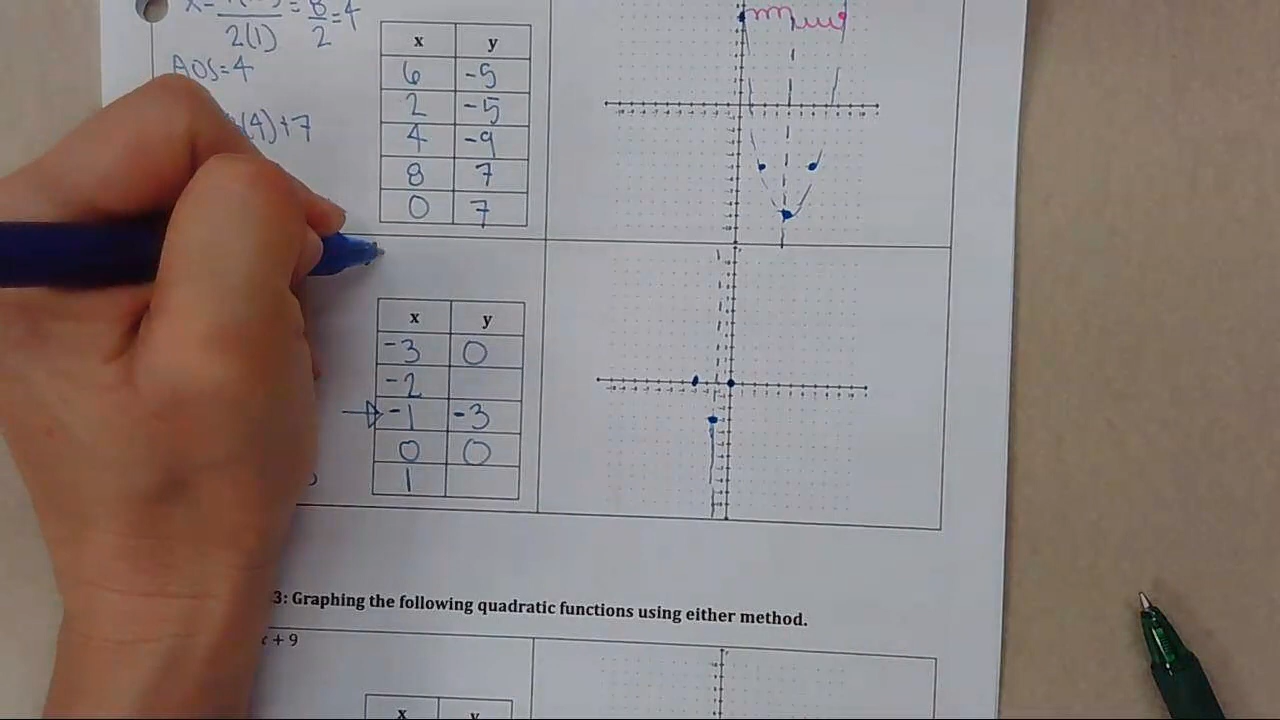 2(1) 2
= 8 = 4
AOS=4
(4)+7
x y
6 -5
2 -5
4 -9
8 7
0 7
x y
-3 0
-2
-1 -3
0 0
1
3: Graphing the following quadratic functions using either method.
+ 9
x y